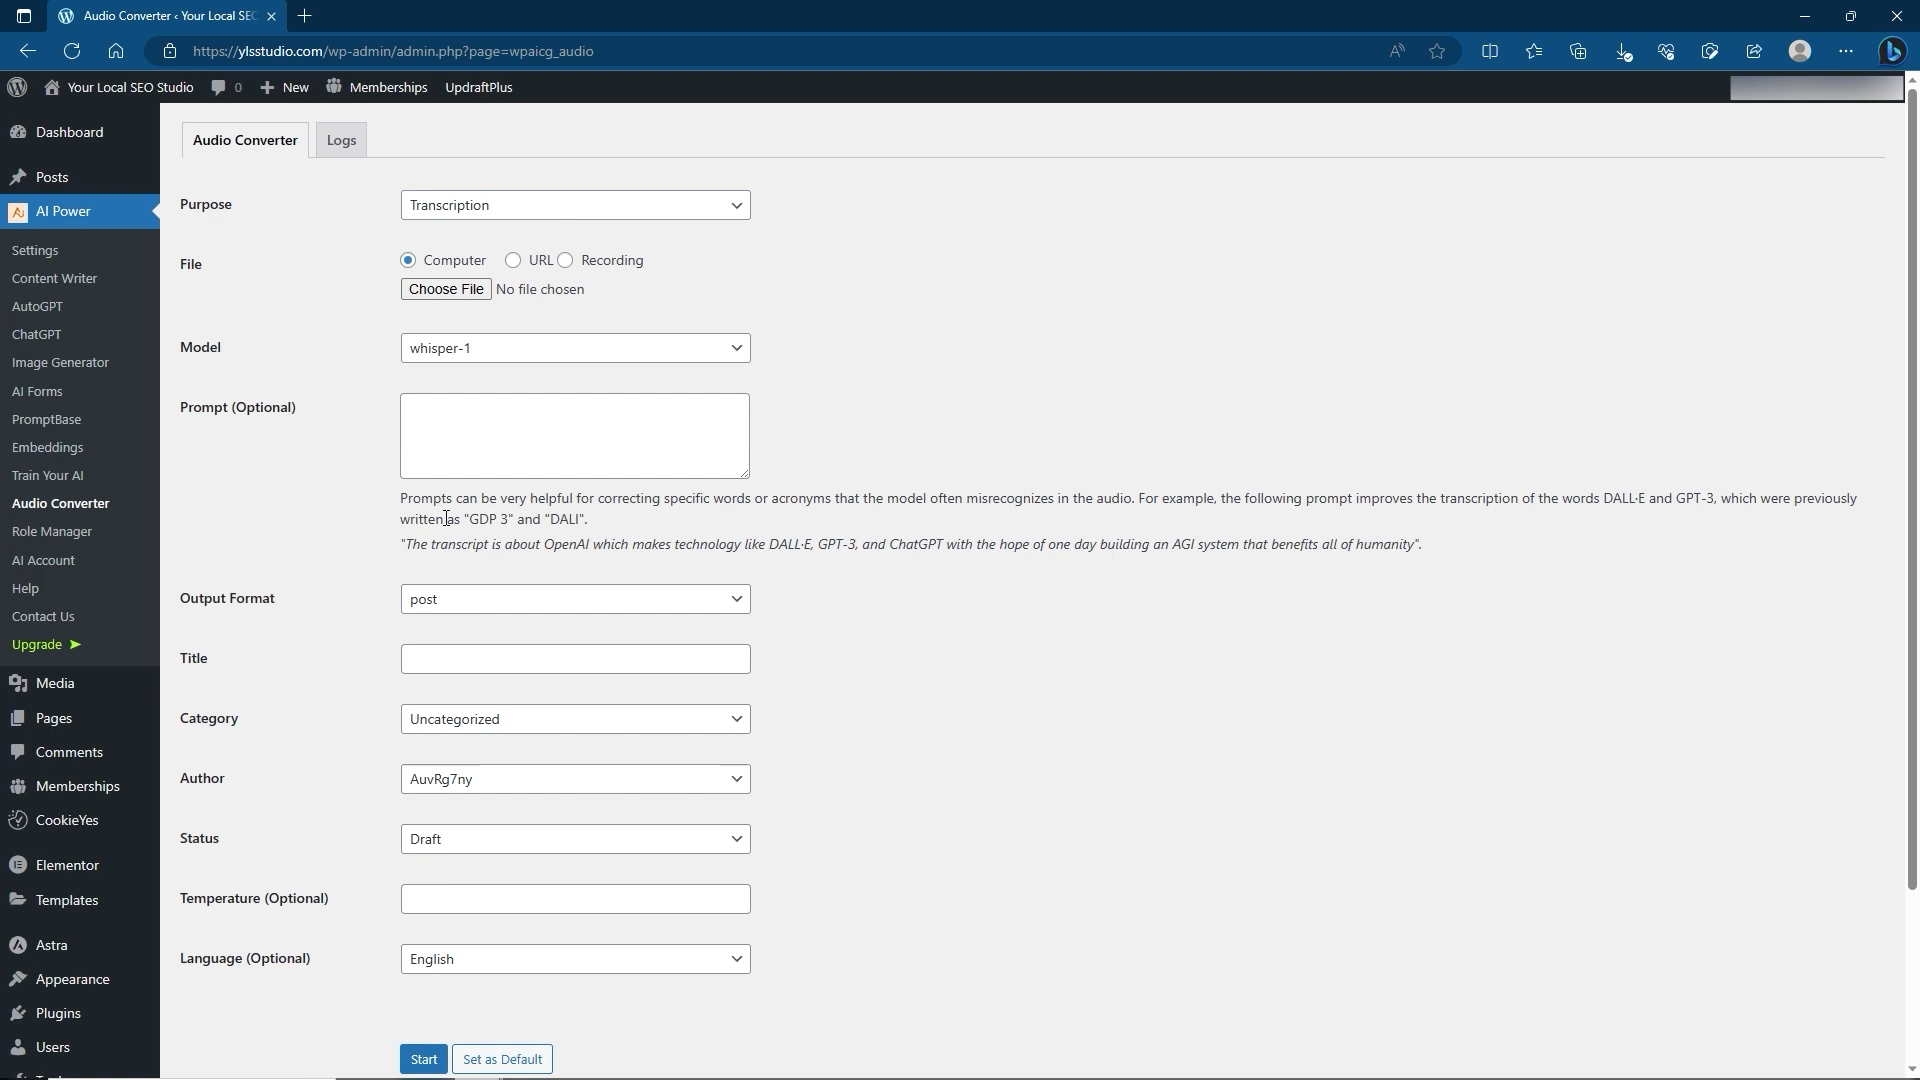 Audio Converter ‹ Your Local SEO
https://ylsstudio.com/wp-admin/admin.php?page=wpaicg_audio
Your Local SEO Studio 0 New Memberships UpdraftPlus
Dashboard
Posts
AI Power
Settings
Content Writer
AutoGPT
ChatGPT
Image Generator
AI Forms
PromptBase
Embeddings
Train Your AI
Audio Converter
Role Manager
AI Account
Help
Contact Us
Upgrade ➤
Media
Pages
Comments
Memberships
CookieYes
Elementor
Templates
Astra
Appearance
Plugins
Users
Audio Converter Logs
Purpose Transcription
File Computer URL Recording
Choose File No file chosen
Model whisper-1
Prompt (Optional)
Prompts can be very helpful for correcting specific words or acronyms that the model often misrecognizes in the audio. For example, the following prompt improves the transcription of the words DALL·E and GPT-3, which were previously
written as "GDP 3" and "DALI".
"The transcript is about OpenAI which makes technology like DALL·E, GPT-3, and ChatGPT with the hope of one day building an AGI system that benefits all of humanity".
Output Format post
Title
Category Uncategorized
Author AuvRg7ny
Status Draft
Temperature (Optional)
Language (Optional) English
Start Set as Default